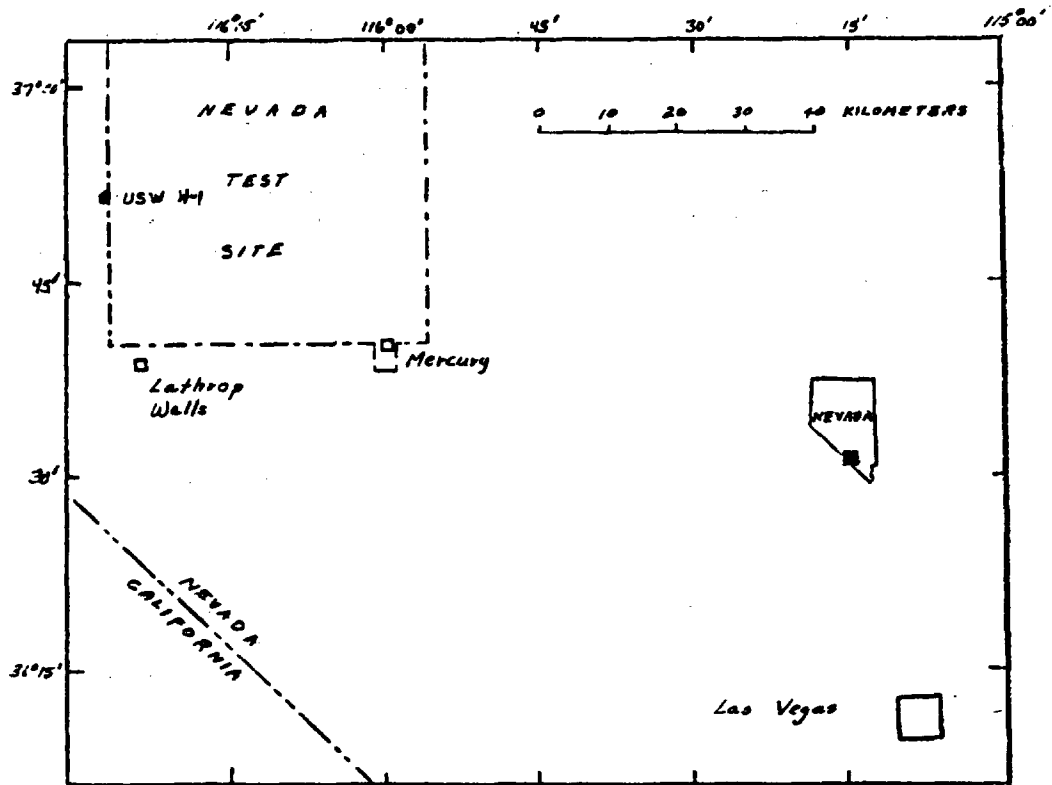 116°15' 116°00' 45' 30' 15' 115°00'
37°00'
NEVADA
0 10 20 30 40 KILOMETERS
TEST
USW H-1
SITE
45'
Mercury
Lathrop
Walls
NEVADA
30'
NEVADA
CALIFORNIA
36°15'
Las Vegas